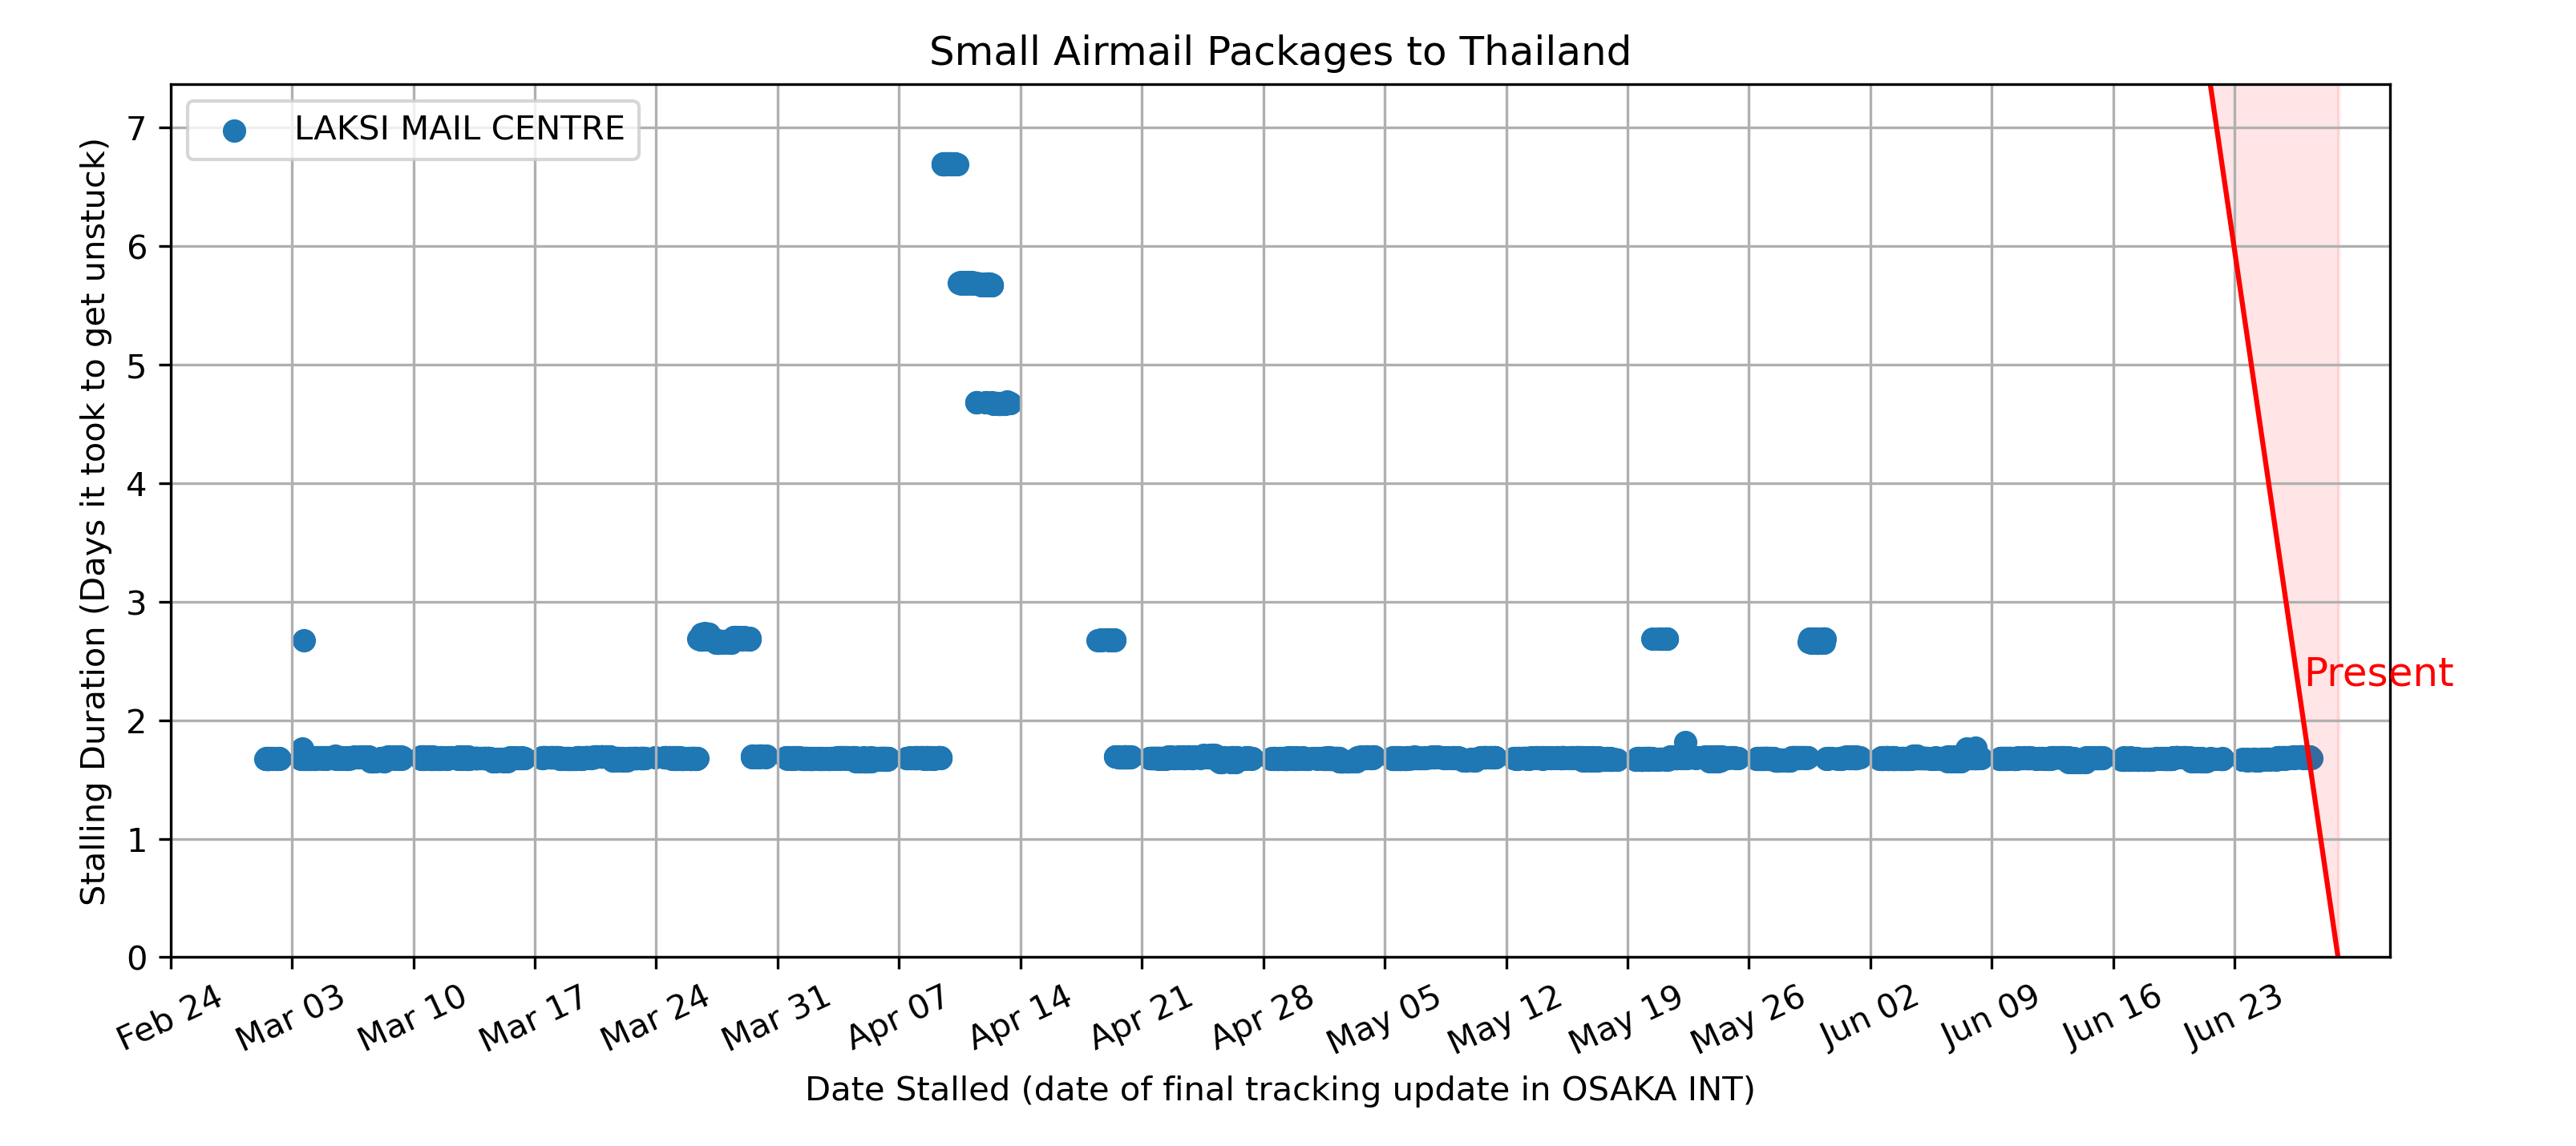 Small Airmail Packages to Thailand
LAKSI MAIL CENTRE
Stalling Duration (Days it took to get unstuck)
7
6
5
4
3
2
1
0
Present
Feb 24 Mar 03 Mar 10 Mar 17 Mar 24 Mar 31 Apr 07 Apr 14 Apr 21 Apr 28 May 05 May 12 May 19 May 26 Jun 02 Jun 09 Jun 16 Jun 23
Date Stalled (date of final tracking update in OSAKA INT)